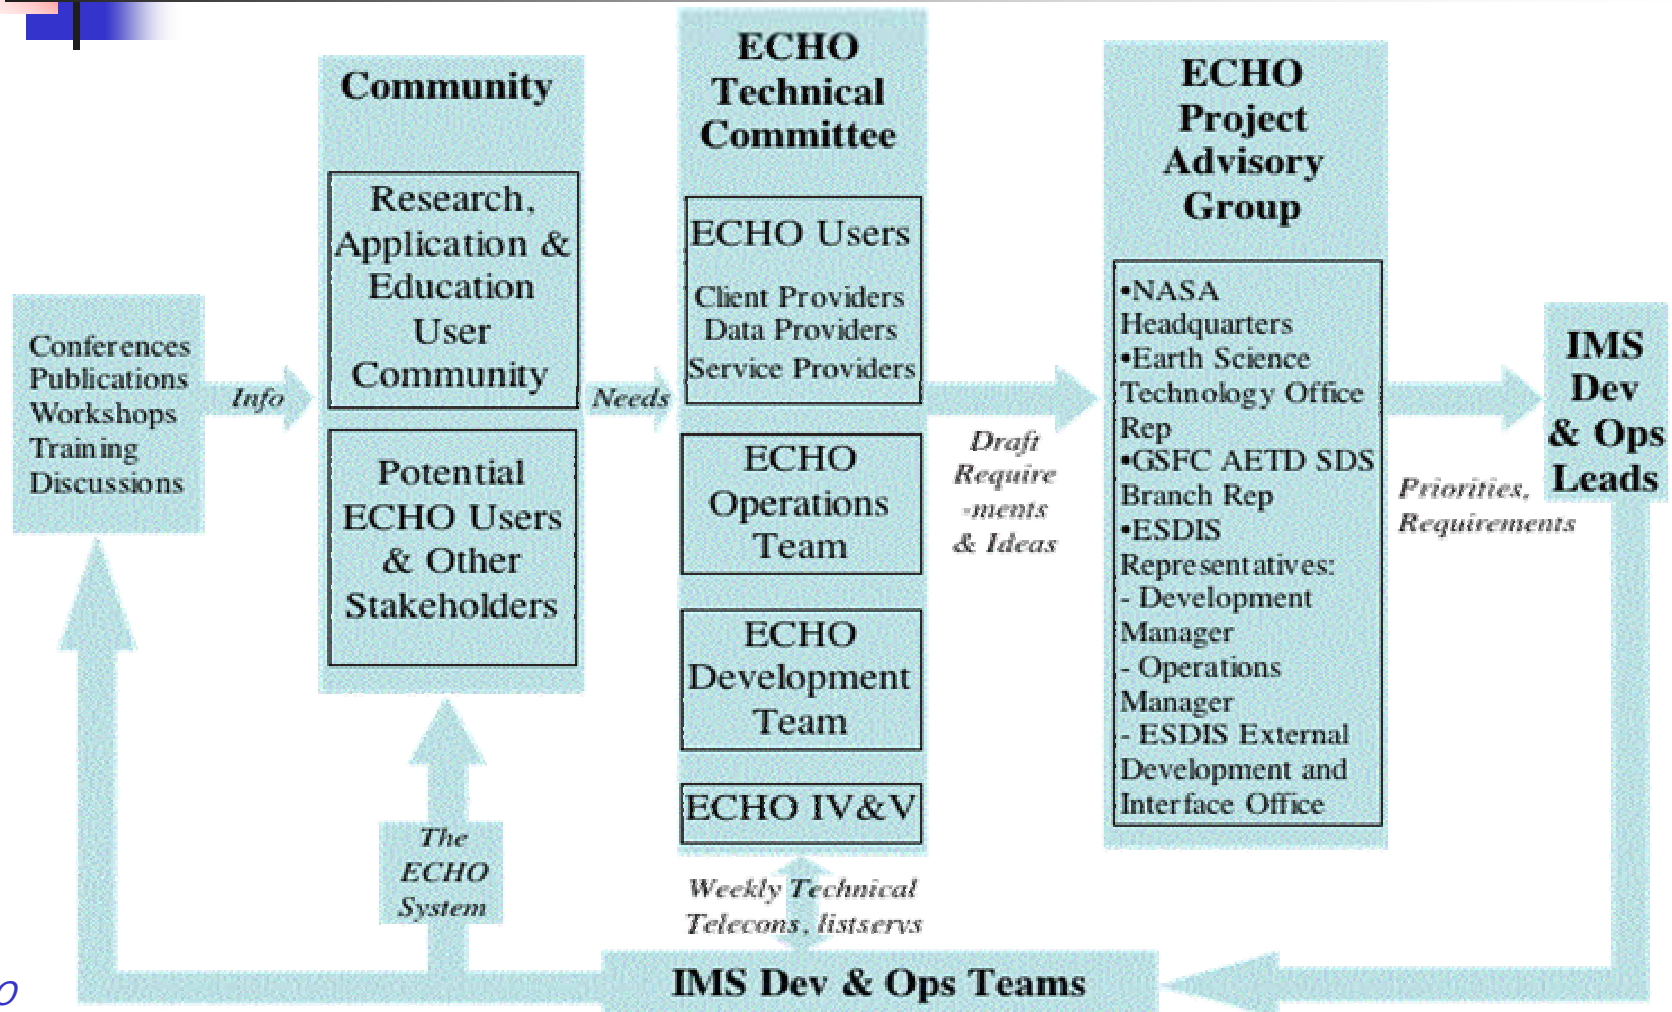 Conferences
Publications
Workshops
Training
Discussions
Info
Community
Research,
Application &
Education
User
Community
Potential
ECHO Users
& Other
Stakeholders
Needs
ECHO
Technical
Committee
ECHO Users
Client Providers
Data Providers
Service Providers
ECHO
Operations
Team
ECHO
Development
Team
ECHO IV&V
Draft
Require
-ments
& Ideas
ECHO
Project
Advisory
Group
•NASA
Headquarters
•Earth Science
Technology Office
Rep
•GSFC AETD SDS
Branch Rep
•ESDIS
Representatives:
- Development
Manager
- Operations
Manager
- ESDIS External
Development and
Interface Office
Priorities,
Requirements
IMS
Dev
& Ops
Leads
The
ECHO
System
Weekly Technical
Telecons, listservs
IMS Dev & Ops Teams